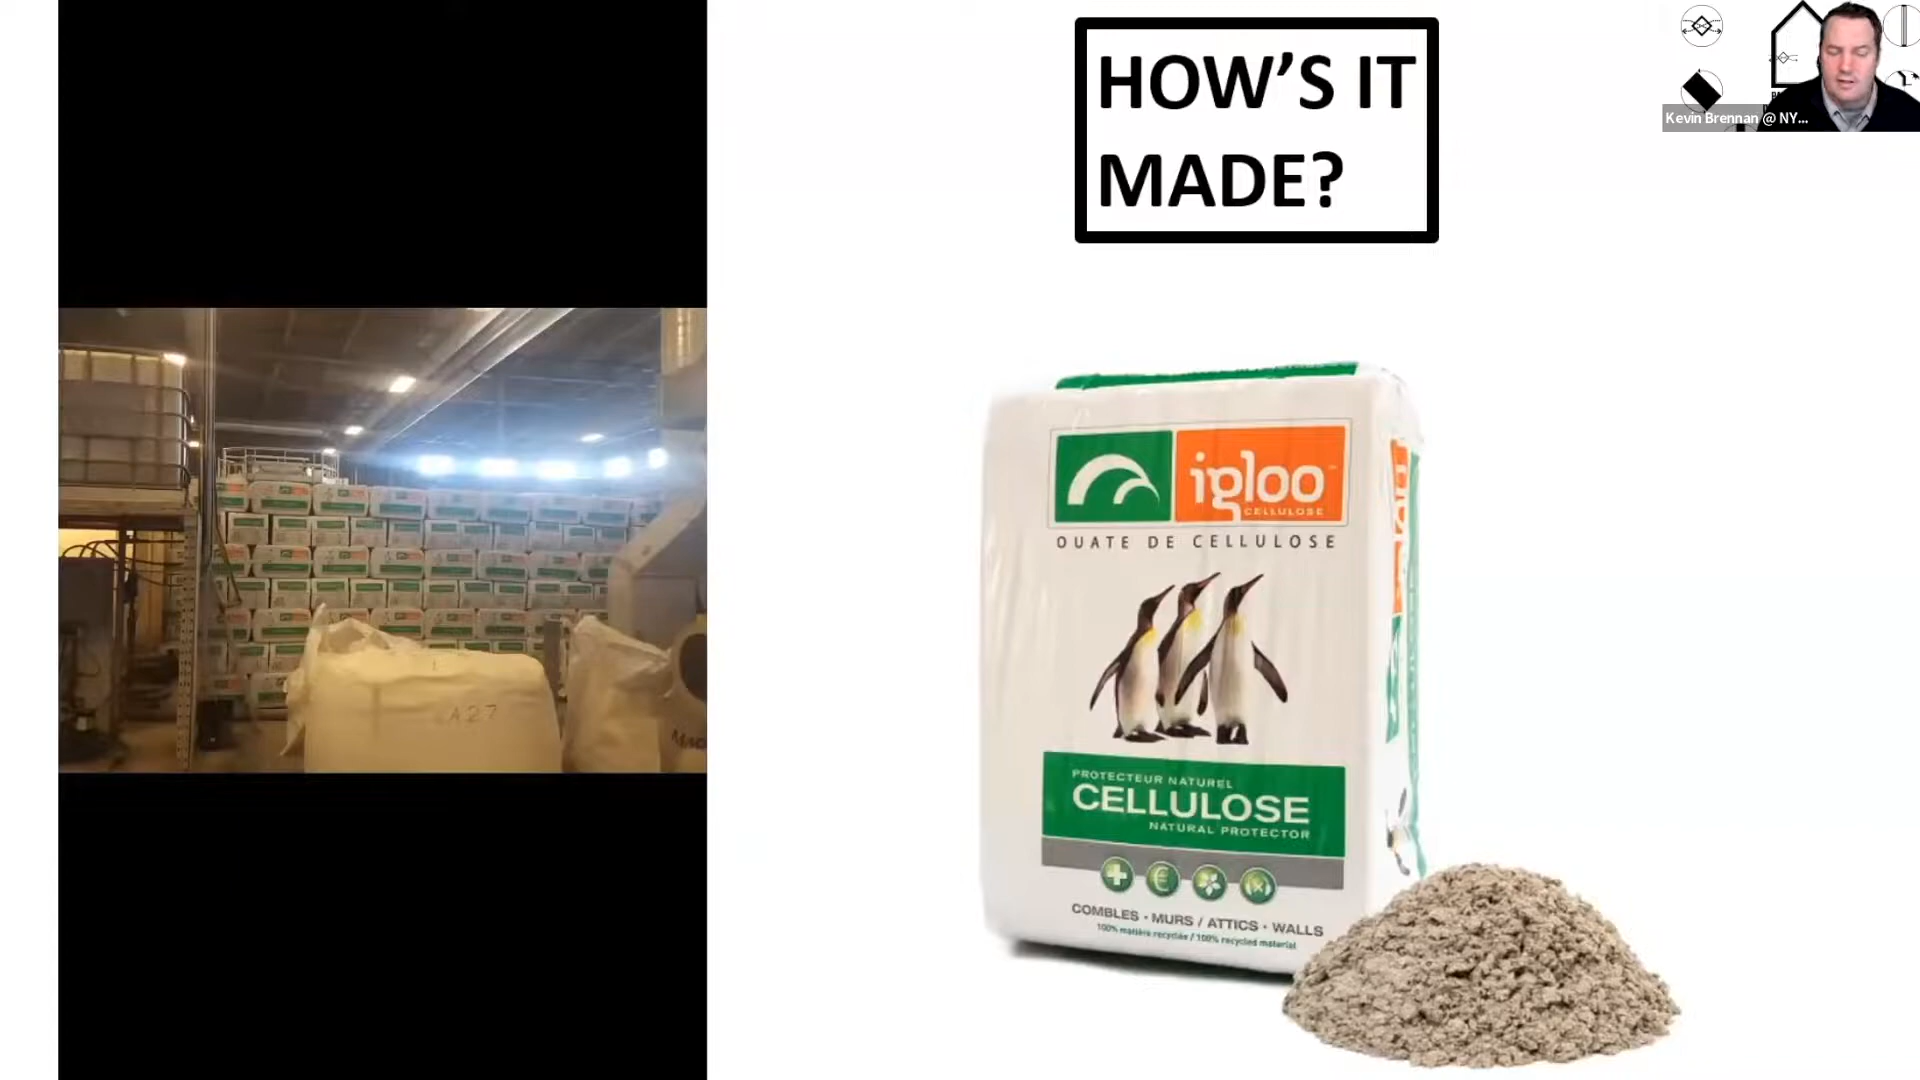 HOW'S IT
MADE?
Kevin Brennan @ NY...
igloo
CELLULOSE
OUATE DE CELLULOSE
PROTECTEUR NATUREL
CELLULOSE
NATURAL PROTECTOR
COMBLES • MURS / ATTICS • WALLS
100% matière recyclée / 100% recycled material
A27